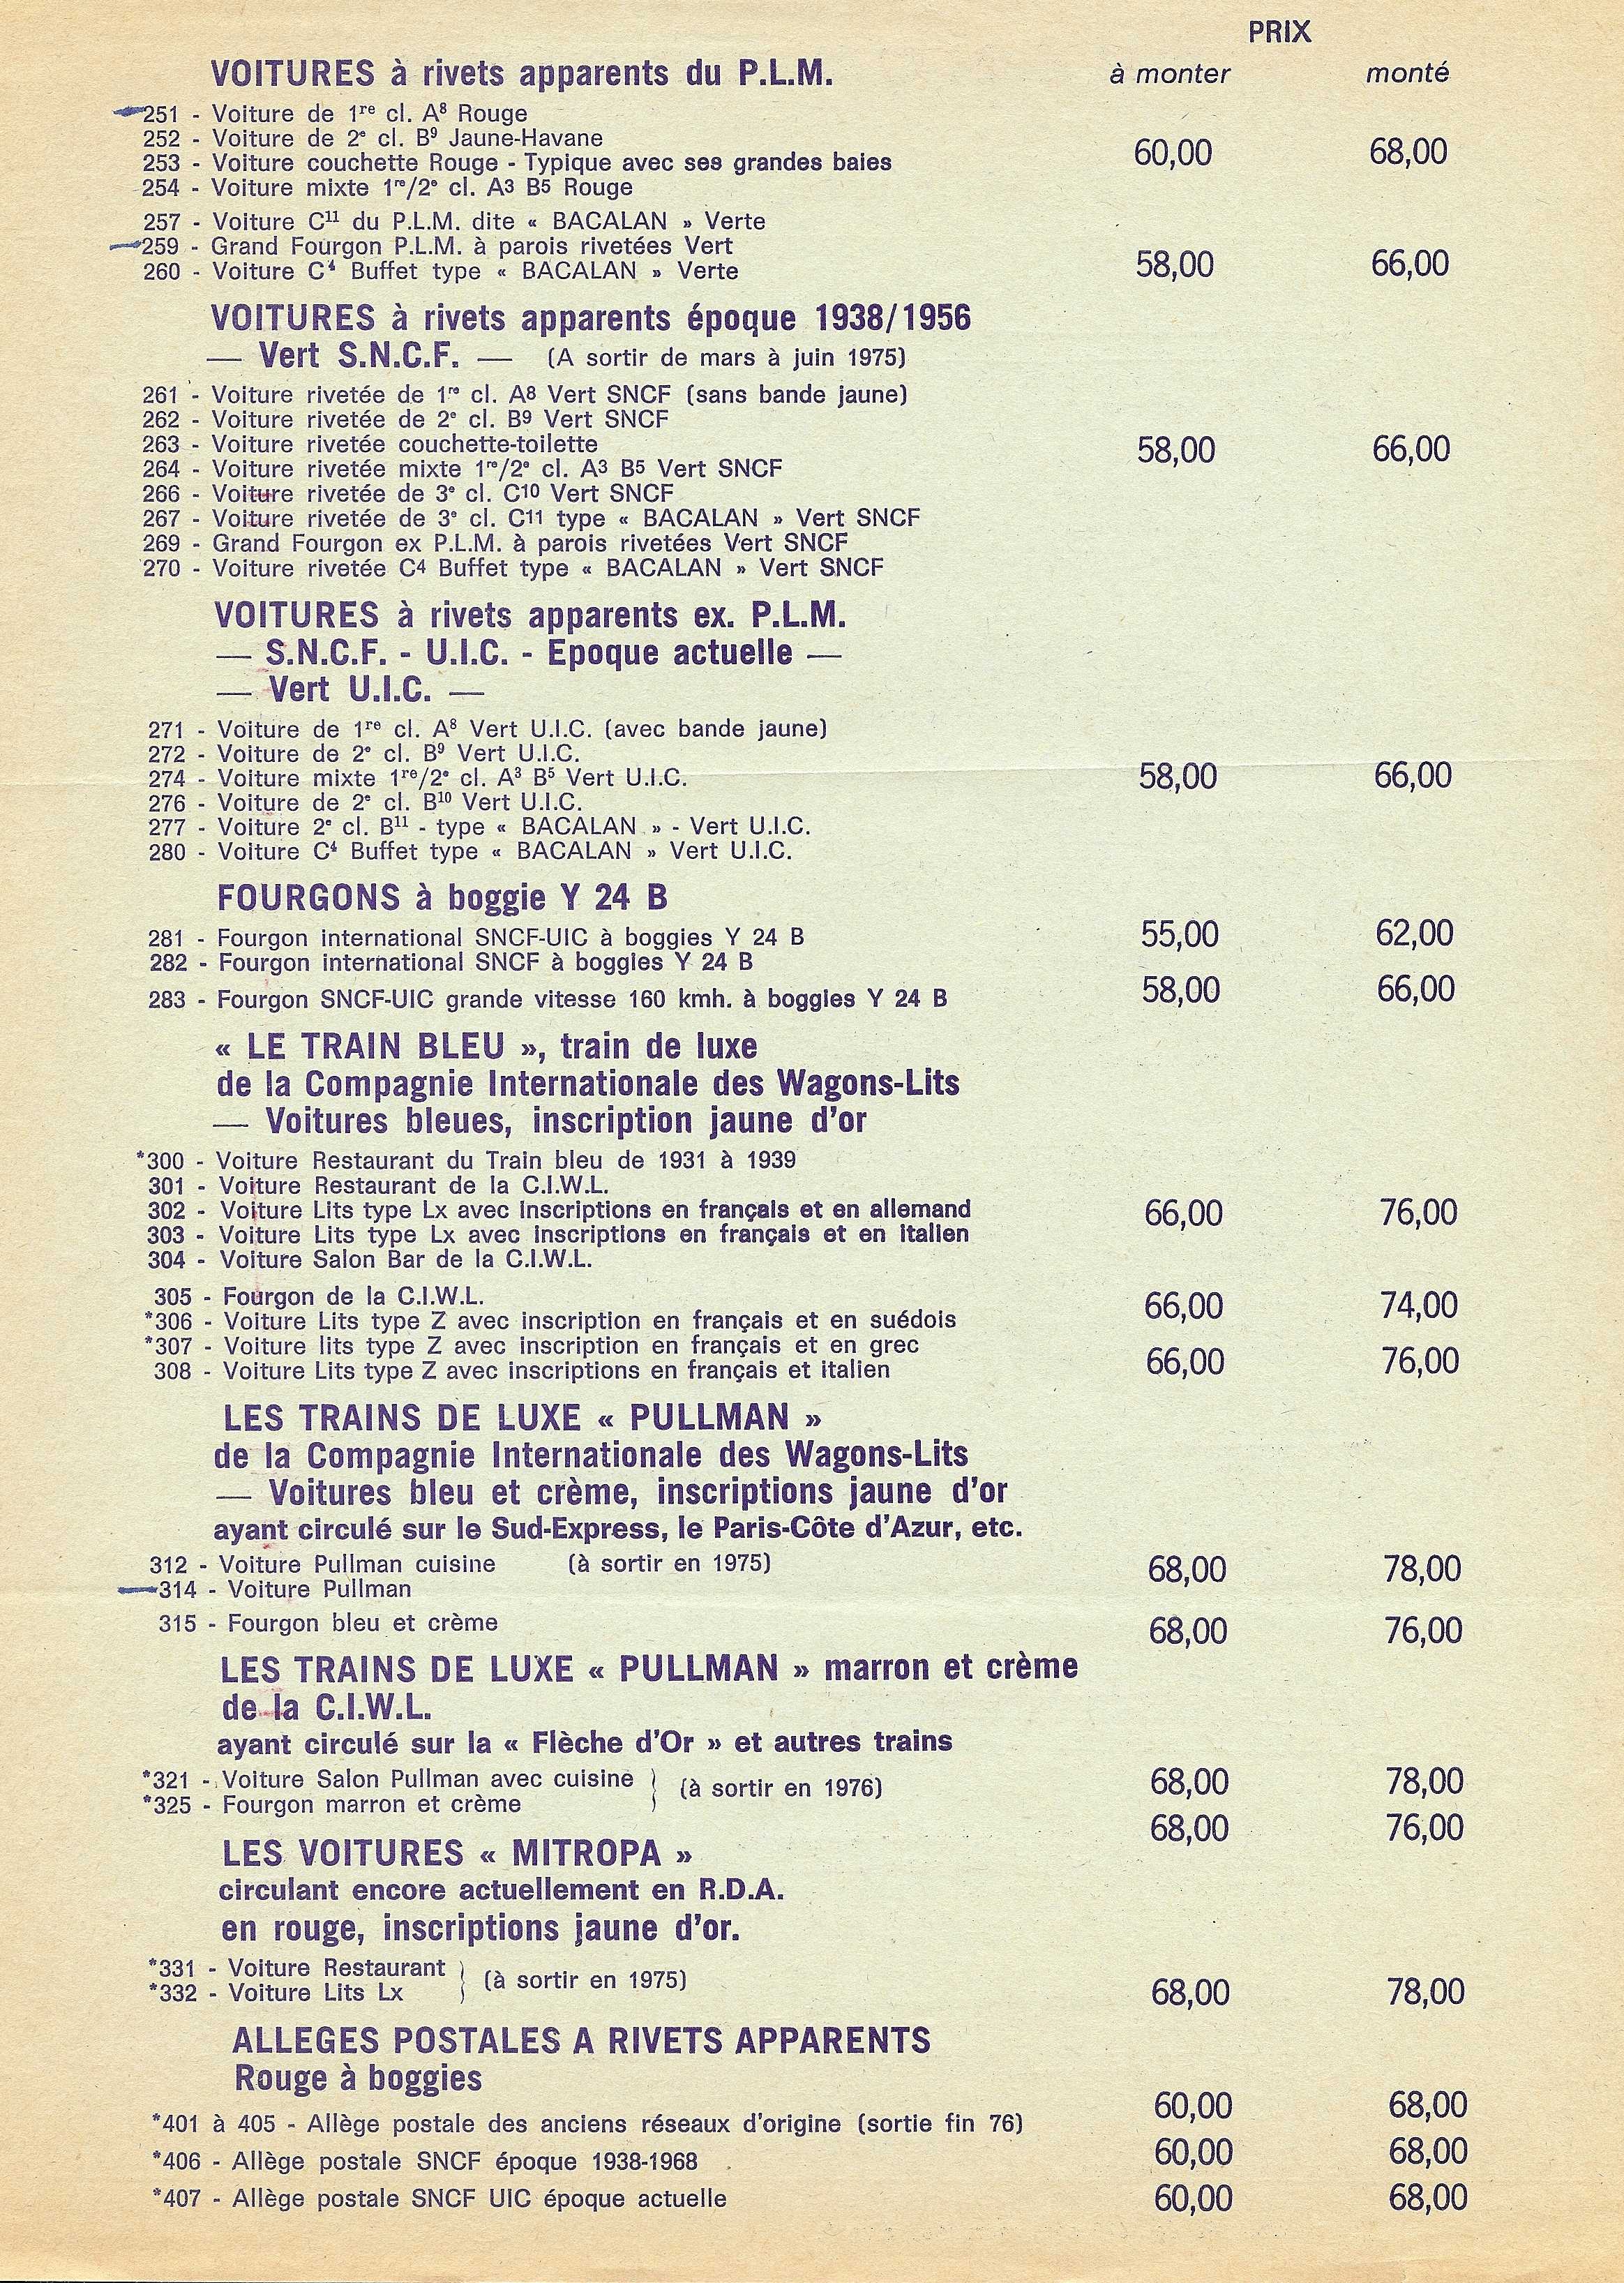 PRIX
VOITURES à rivets apparents du P.L.M. à monter monté
251 - Voiture de 1re cl. A8 Rouge
252 - Voiture de 2e cl. B9 Jaune-Havane
60,00 68,00
253 - Voiture couchette Rouge - Typique avec ses grandes baies
254 - Voiture mixte 1re/2e cl. A3 B5 Rouge
257 - Voiture C11 du P.L.M. dite « BACALAN » Verte
259 - Grand Fourgon P.L.M. à parois rivetées Vert
260 - Voiture C4 Buffet type « BACALAN » Verte 58,00 66,00
VOITURES à rivets apparents époque 1938/1956
— Vert S.N.C.F. — (A sortir de mars à juin 1975)
261 - Voiture rivetée de 1re cl. A8 Vert SNCF (sans bande jaune)
262 - Voiture rivetée de 2e cl. B9 Vert SNCF
263 - Voiture rivetée couchette-toilette 58,00 66,00
264 - Voiture rivetée mixte 1re/2e cl. A3 B5 Vert SNCF
266 - Voiture rivetée de 3e cl. C10 Vert SNCF
267 - Voiture rivetée de 3e cl. C11 type « BACALAN » Vert SNCF
269 - Grand Fourgon ex P.L.M. à parois rivetées Vert SNCF
270 - Voiture rivetée C4 Buffet type « BACALAN » Vert SNCF
VOITURES à rivets apparents ex. P.L.M.
— S.N.C.F. - U.I.C. - Epoque actuelle —
— Vert U.I.C. —
271 - Voiture de 1re cl. A8 Vert U.I.C. (avec bande jaune)
272 - Voiture de 2e cl. B9 Vert U.I.C.
274 - Voiture mixte 1re/2e cl. A3 B5 Vert U.I.C. 58,00 66,00
276 - Voiture de 2e cl. B10 Vert U.I.C.
277 - Voiture 2e cl. B11 - type « BACALAN » - Vert U.I.C.
280 - Voiture C4 Buffet type « BACALAN » Vert U.I.C.
FOURGONS à boggie Y 24 B
281 - Fourgon international SNCF-UIC à boggies Y 24 B 55,00 62,00
282 - Fourgon international SNCF à boggies Y 24 B
283 - Fourgon SNCF-UIC grande vitesse 160 kmh. à boggies Y 24 B 58,00 66,00
« LE TRAIN BLEU », train de luxe
de la Compagnie Internationale des Wagons-Lits
— Voitures bleues, inscription jaune d'or
*300 - Voiture Restaurant du Train bleu de 1931 à 1939
301 - Voiture Restaurant de la C.I.W.L.
302 - Voiture Lits type Lx avec inscriptions en français et en allemand 66,00 76,00
303 - Voiture Lits type Lx avec inscriptions en français et en italien
304 - Voiture Salon Bar de la C.I.W.L.
305 - Fourgon de la C.I.W.L. 66,00 74,00
*306 - Voiture Lits type Z avec inscription en français et en suédois
*307 - Voiture lits type Z avec inscription en français et en grec
308 - Voiture Lits type Z avec inscriptions en français et italien 66,00 76,00
LES TRAINS DE LUXE « PULLMAN »
de la Compagnie Internationale des Wagons-Lits
— Voitures bleu et crème, inscriptions jaune d'or
ayant circulé sur le Sud-Express, le Paris-Côte d'Azur, etc.
312 - Voiture Pullman cuisine (à sortir en 1975) 68,00 78,00
314 - Voiture Pullman
315 - Fourgon bleu et crème 68,00 76,00
LES TRAINS DE LUXE « PULLMAN » marron et crème
de la C.I.W.L.
ayant circulé sur la « Flèche d'Or » et autres trains
*321 - Voiture Salon Pullman avec cuisine (à sortir en 1976) 68,00 78,00
*325 - Fourgon marron et crème 68,00 76,00
LES VOITURES « MITROPA »
circulant encore actuellement en R.D.A.
en rouge, inscriptions jaune d'or.
*331 - Voiture Restaurant (à sortir en 1975)
*332 - Voiture Lits Lx 68,00 78,00
ALLEGES POSTALES A RIVETS APPARENTS
Rouge à boggies
*401 à 405 - Allège postale des anciens réseaux d'origine (sortie fin 76) 60,00 68,00
*406 - Allège postale SNCF époque 1938-1968 60,00 68,00
*407 - Allège postale SNCF UIC époque actuelle 60,00 68,00